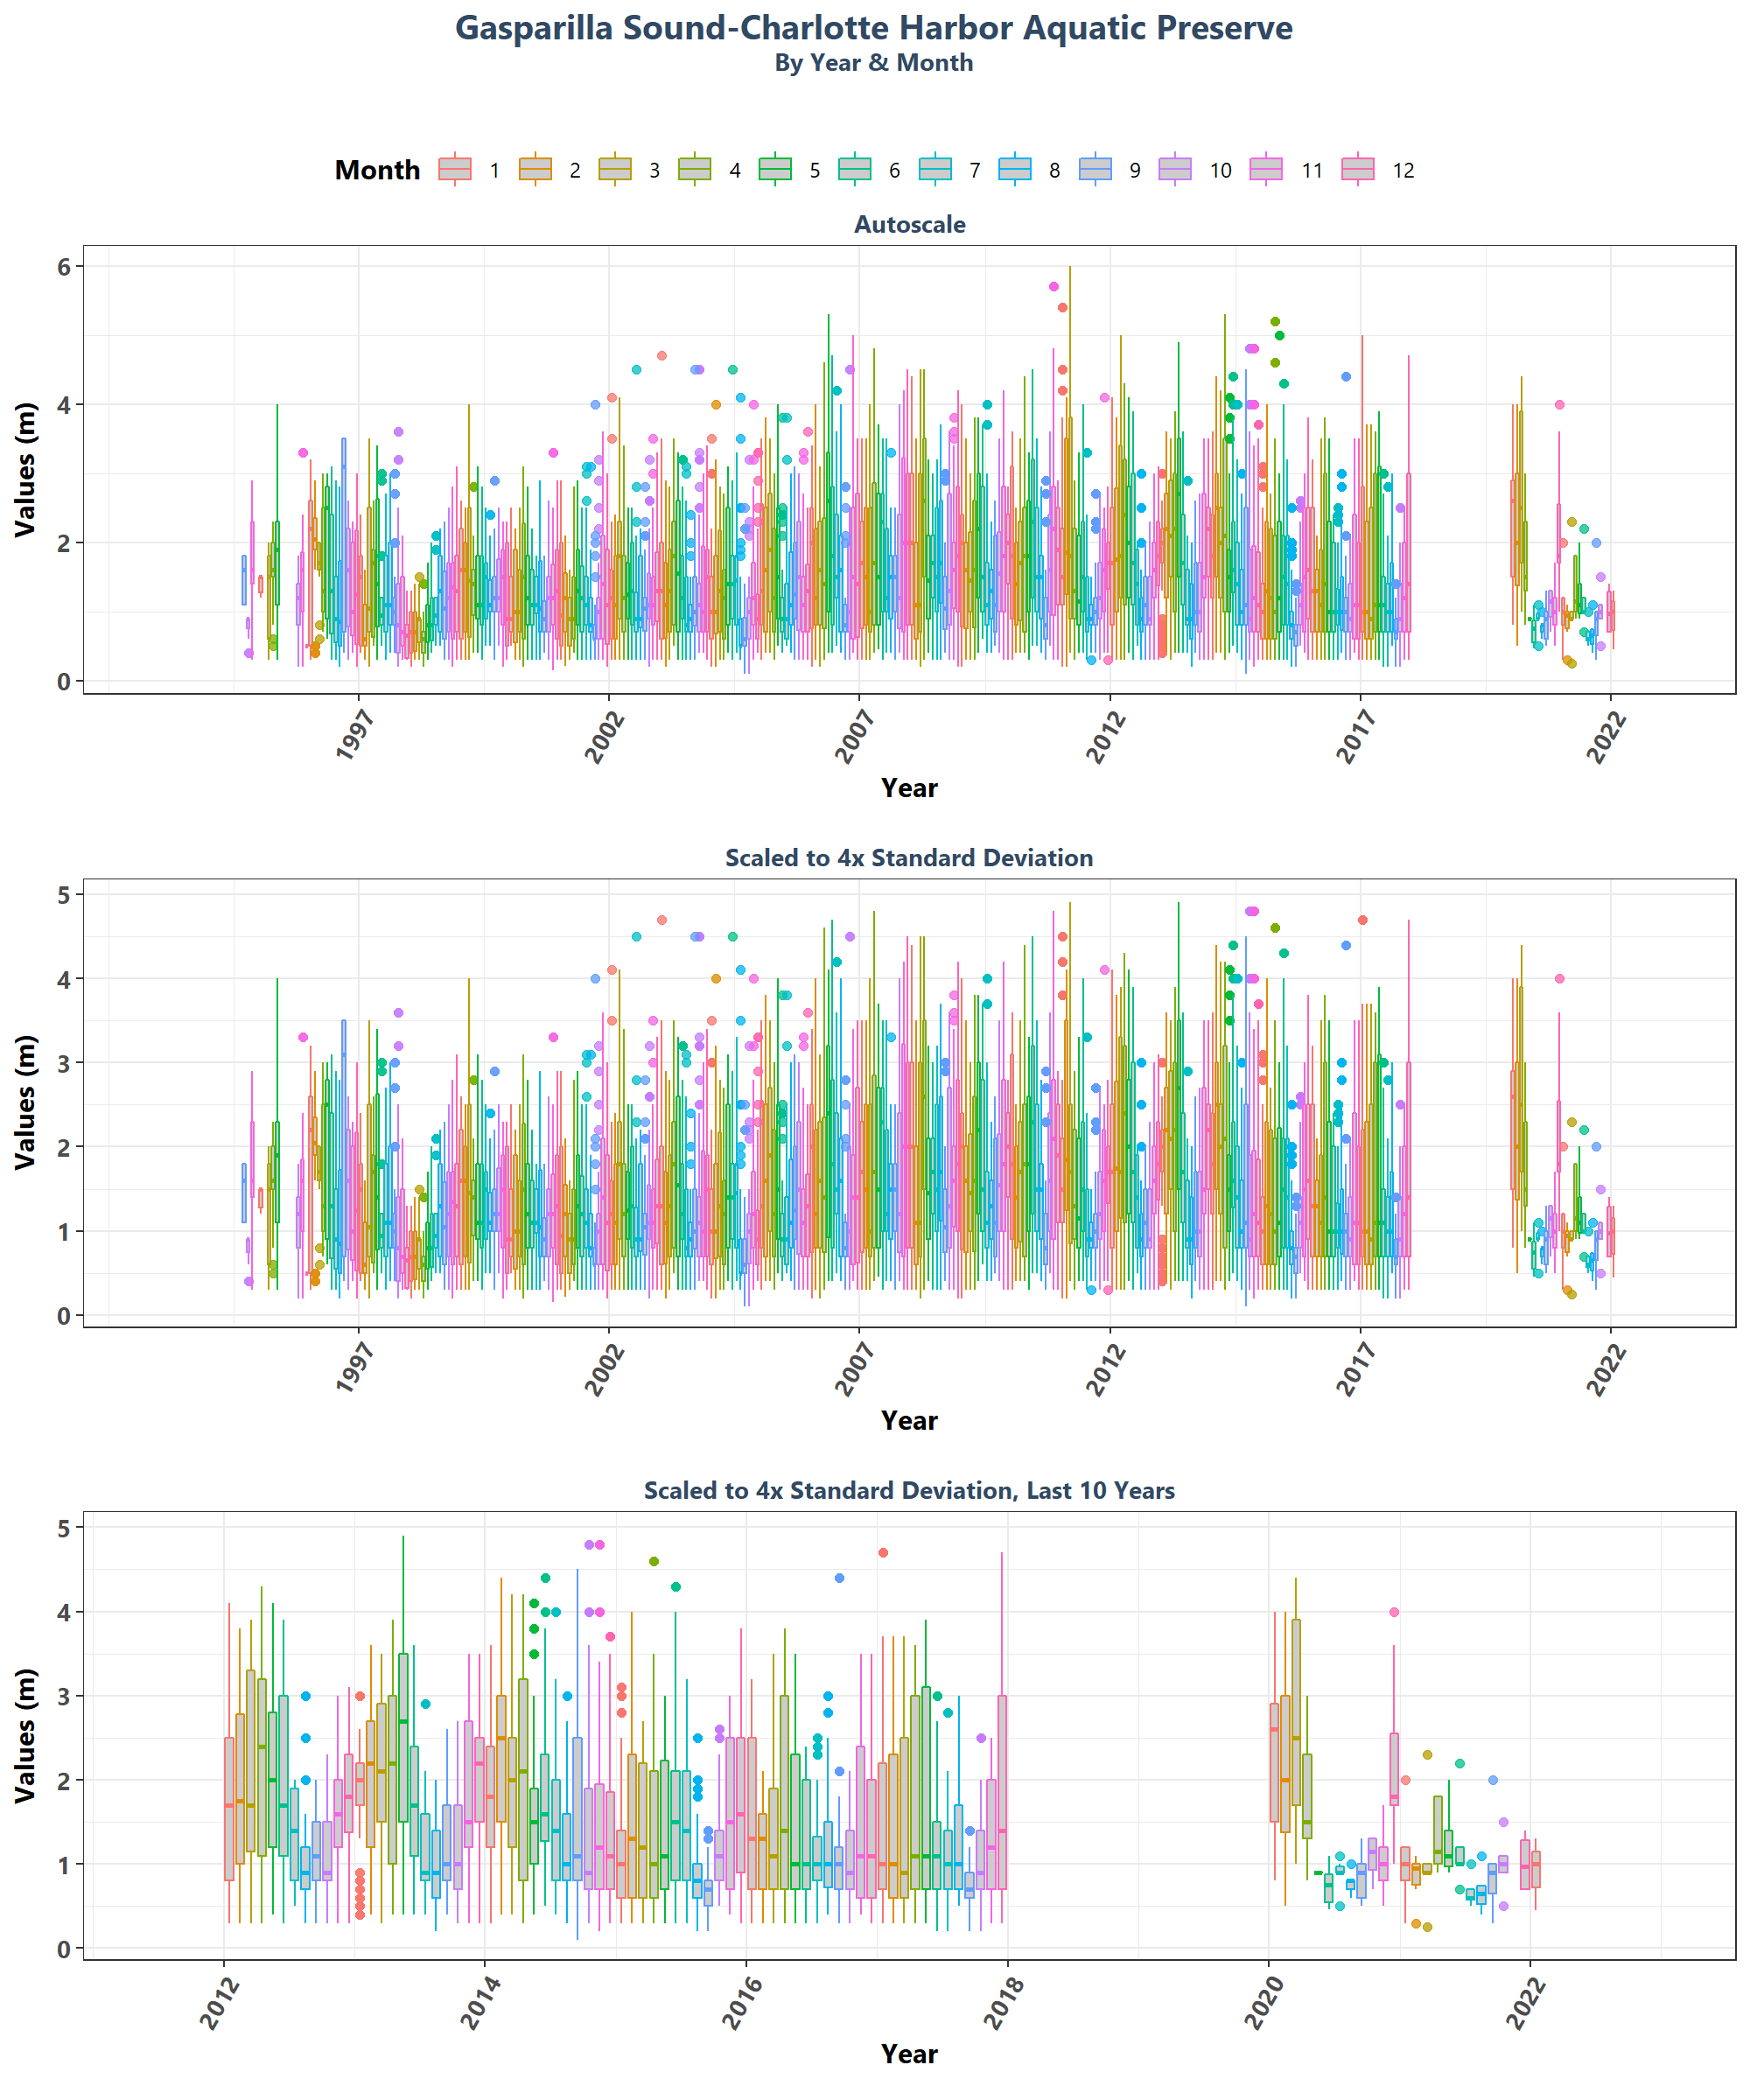 Gasparilla Sound-Charlotte Harbor Aquatic Preserve
By Year & Month
Month 1 2 3 4 5 6 7 8 9 10 11 12
Autoscale
Values (m)
6
4
2
0
1997 2002 2007 2012 2017 2022
Year
Scaled to 4x Standard Deviation
Values (m)
5
4
3
2
1
0
1997 2002 2007 2012 2017 2022
Year
Scaled to 4x Standard Deviation, Last 10 Years
Values (m)
5
4
3
2
1
0
2012 2014 2016 2018 2020 2022
Year